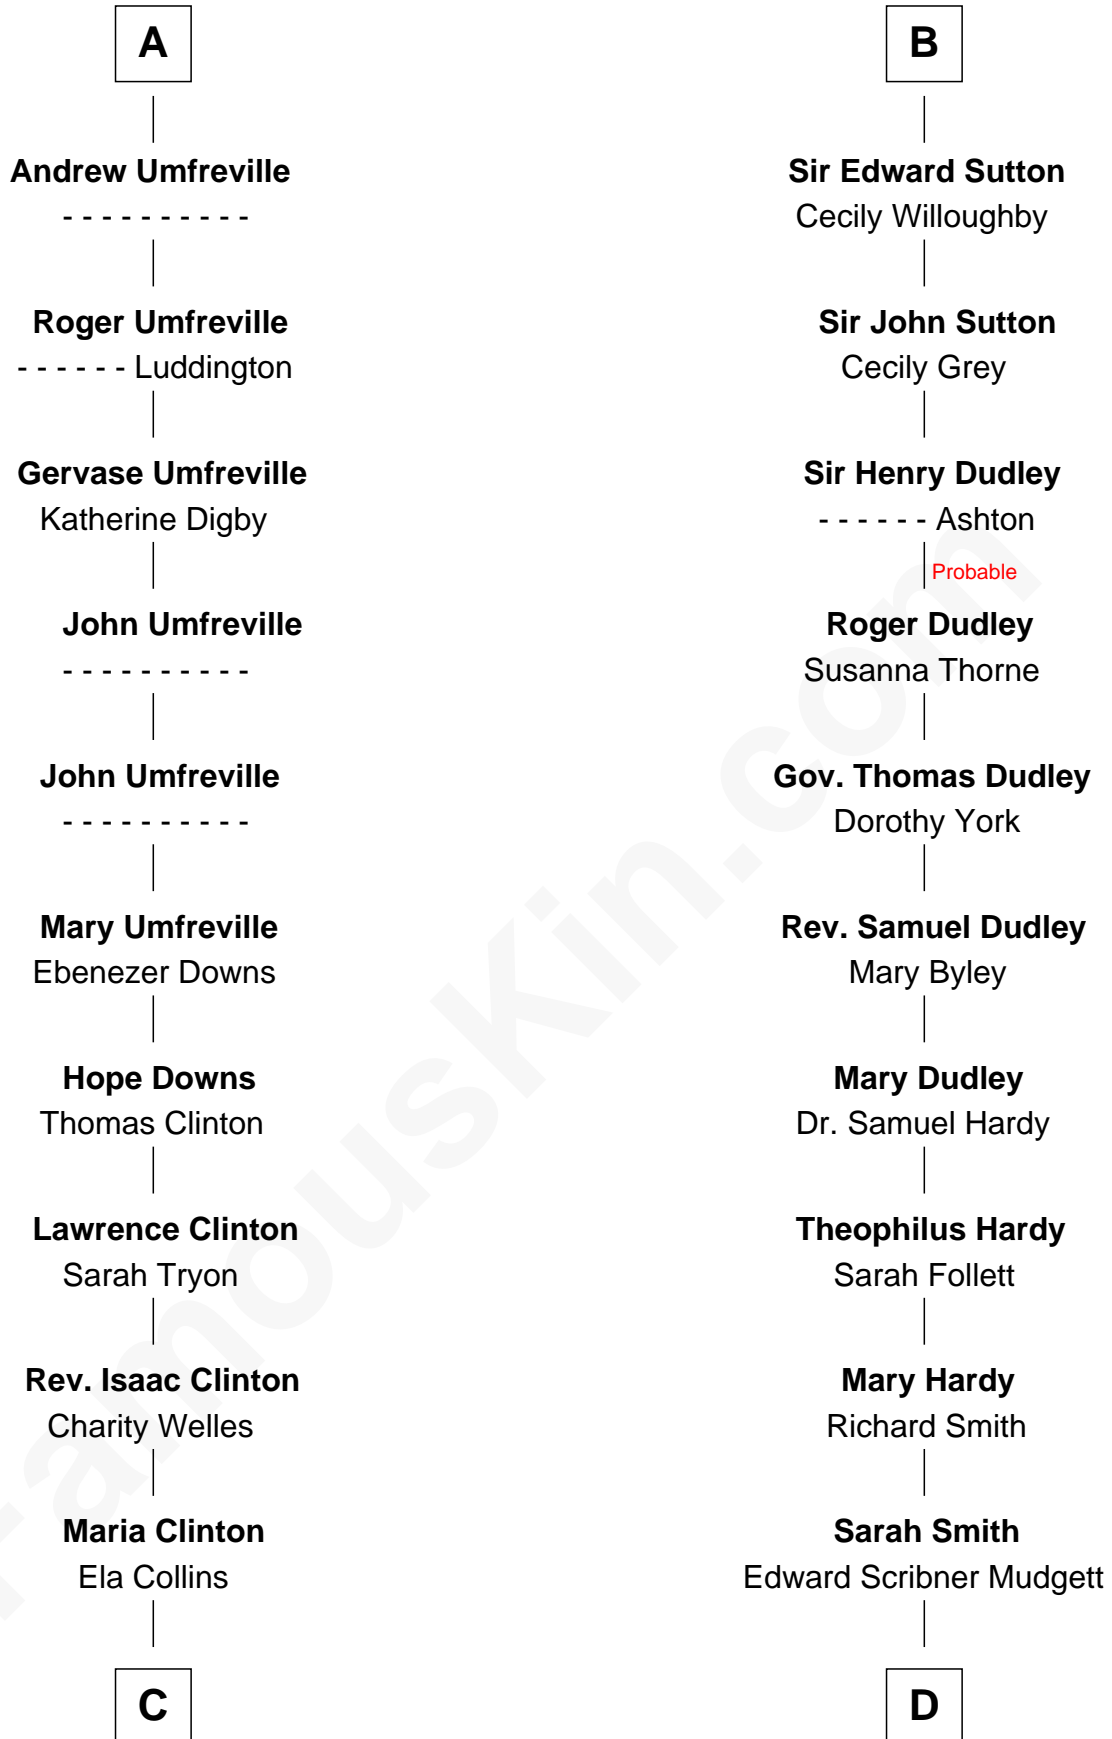 A
Andrew Umfreville
- - - - - - - - - -
Roger Umfreville
- - - - - - Luddington
Gervase Umfreville
Katherine Digby
John Umfreville
- - - - - - - - - -
John Umfreville
- - - - - - - - - -
Mary Umfreville
Ebenezer Downs
Hope Downs
Thomas Clinton
Lawrence Clinton
Sarah Tryon
Rev. Isaac Clinton
Charity Welles
Maria Clinton
Ela Collins
C
B
Sir Edward Sutton
Cecily Willoughby
Sir John Sutton
Cecily Grey
Sir Henry Dudley
- - - - - - Ashton
Probable
Roger Dudley
Susanna Thorne
Gov. Thomas Dudley
Dorothy York
Rev. Samuel Dudley
Mary Byley
Mary Dudley
Dr. Samuel Hardy
Theophilus Hardy
Sarah Follett
Mary Hardy
Richard Smith
Sarah Smith
Edward Scribner Mudgett
D
FamousKin.com